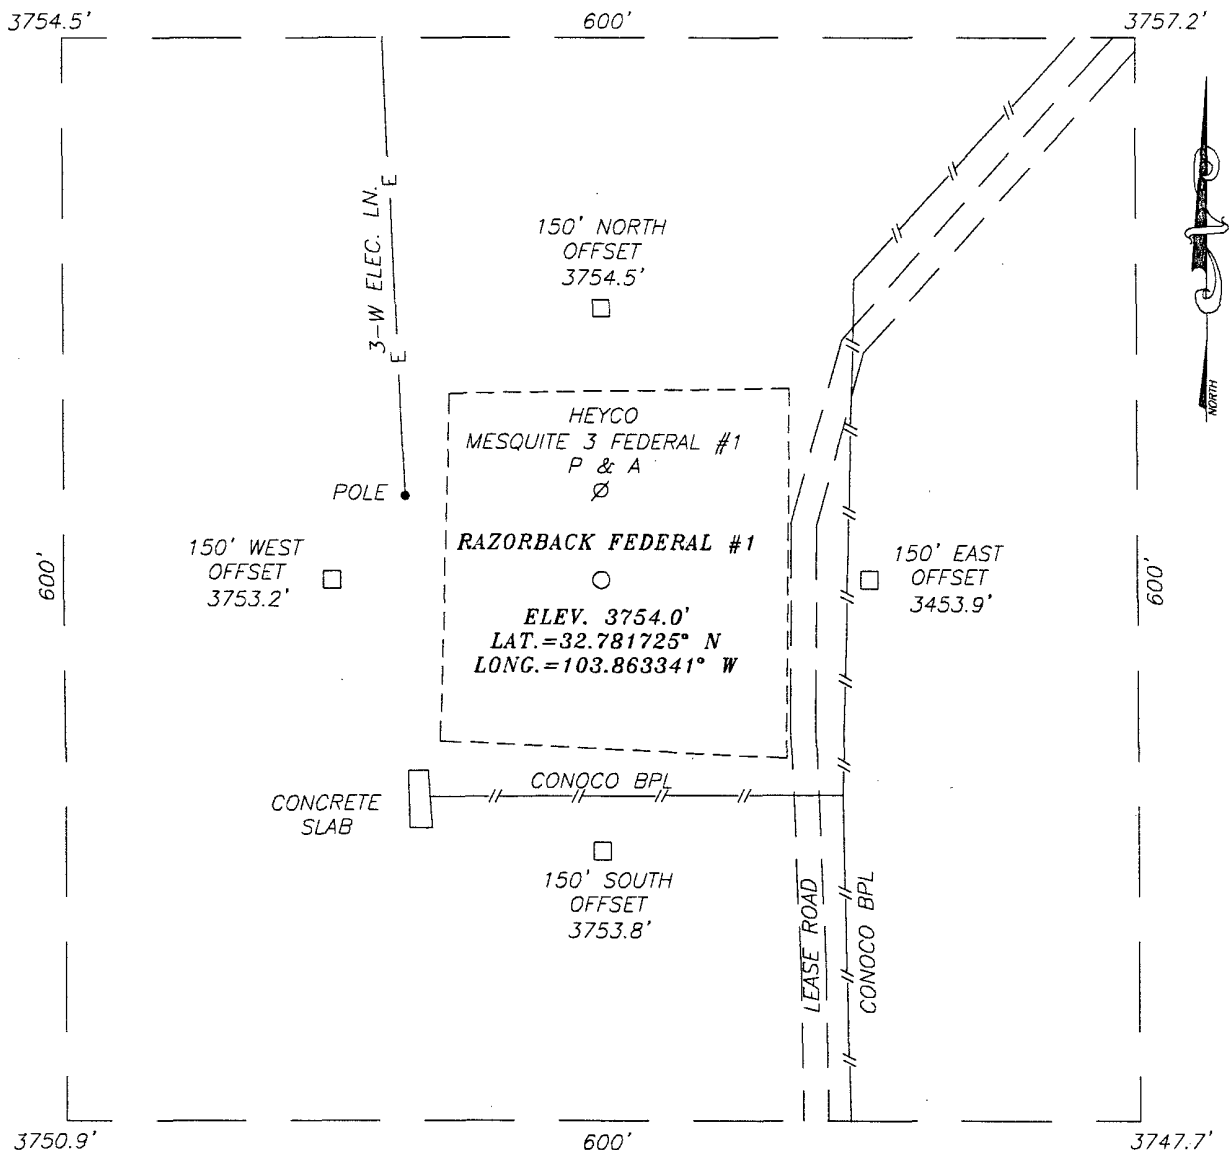 3754.5'
600'
3757.2'
3-W ELEC. LN.
E
E
150' NORTH
OFFSET
3754.5'
NORTH
HEYCO
MESQUITE 3 FEDERAL #1
P & A
POLE
RAZORBACK FEDERAL #1
150' WEST
OFFSET
3753.2'
150' EAST
OFFSET
3453.9'
600'
600'
ELEV. 3754.0'
LAT.=32.781725° N
LONG.=103.863341° W
CONOCO BPL
CONCRETE
SLAB
150' SOUTH
OFFSET
3753.8'
LEASE ROAD
CONOCO BPL
3750.9'
600'
3747.7'